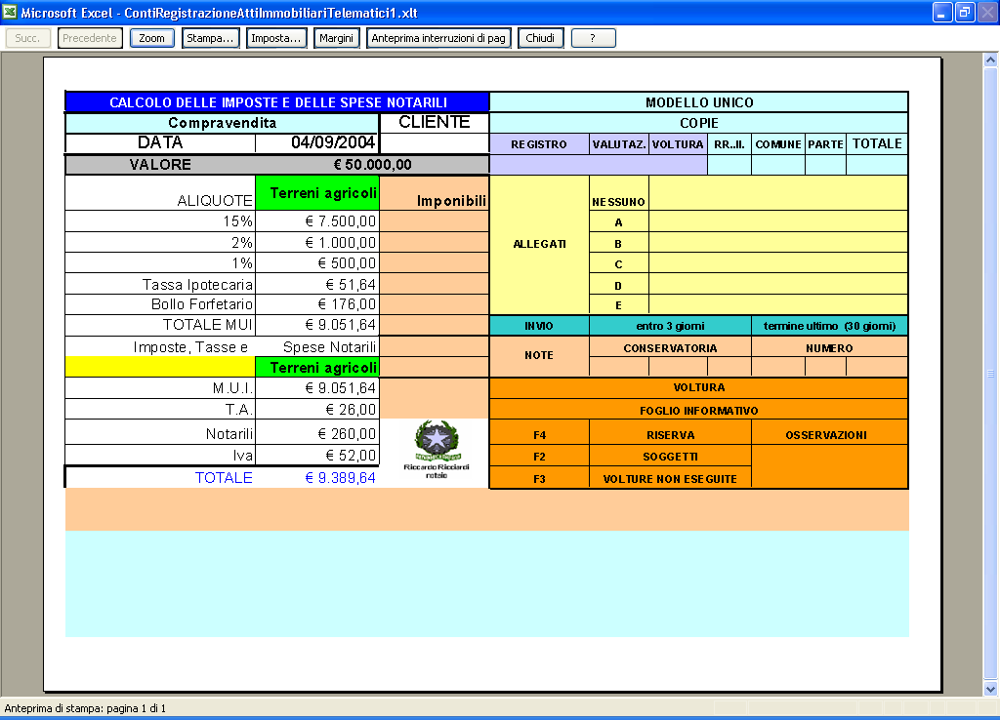 Microsoft Excel - ContiRegistrazioneAttiImmobiliariTelematici1.xlt
Succ. Precedente Zoom Stampa... Imposta... Margini Anteprima interruzioni di pag Chiudi ?
CALCOLO DELLE IMPOSTE E DELLE SPESE NOTARILI MODELLO UNICO
Compravendita CLIENTE COPIE
DATA 04/09/2004 REGISTRO VALUTAZ. VOLTURA RR..II. COMUNE PARTE TOTALE
VALORE € 50.000,00
ALIQUOTE Terreni agricoli Imponibili NESSUNO
15% € 7.500,00 A
2% € 1.000,00 ALLEGATI B
1% € 500,00 C
Tassa Ipotecaria € 51,64 D
Bollo Forfetario € 176,00 E
TOTALE MUI € 9.051,64 INVIO entro 3 giorni termine ultimo (30 giorni)
Imposte, Tasse e Spese Notarili NOTE CONSERVATORIA NUMERO
Terreni agricoli
M.U.I. € 9.051,64 VOLTURA
T.A. € 26,00 FOGLIO INFORMATIVO
Notarili € 260,00 F4 RISERVA OSSERVAZIONI
Iva € 52,00 F2 SOGGETTI
Riccardo Ricciardi
notaio
TOTALE € 9.389,64 F3 VOLTURE NON ESEGUITE
Anteprima di stampa: pagina 1 di 1